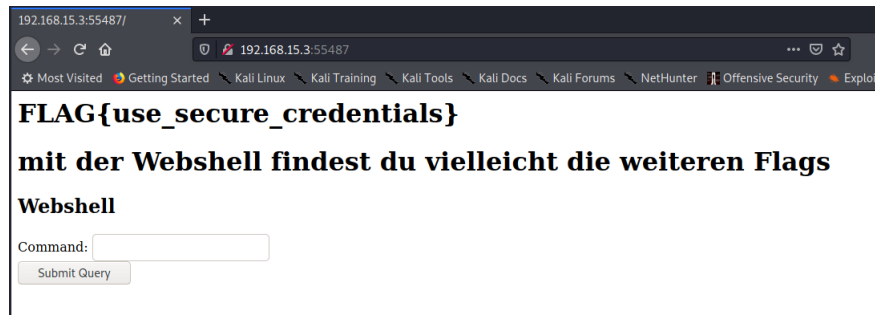 192.168.15.3:55487/
192.168.15.3:55487
Most Visited Getting Started Kali Linux Kali Training Kali Tools Kali Docs Kali Forums NetHunter Offensive Security Exploi
FLAG{use_secure_credentials}
mit der Webshell findest du vielleicht die weiteren Flags
Webshell
Command:
Submit Query